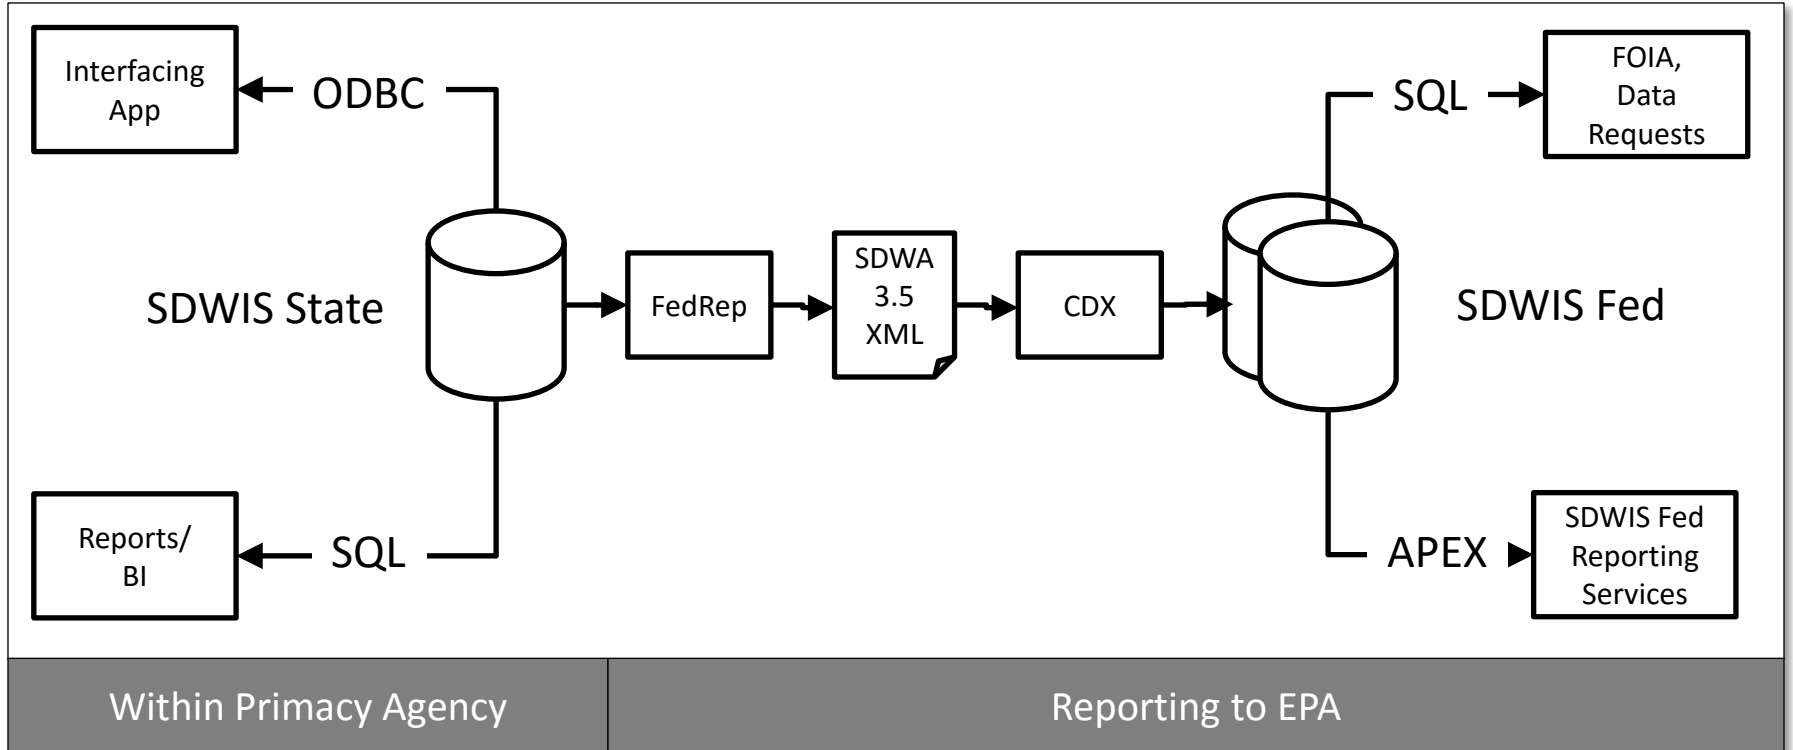 Interfacing
App
ODBC
SQL
FOIA,
Data
Requests
SDWIS State
FedRep
SDWA
3.5
XML
CDX
SDWIS Fed
Reports/
BI
SQL
APEX
SDWIS Fed
Reporting
Services
Within Primacy Agency
Reporting to EPA